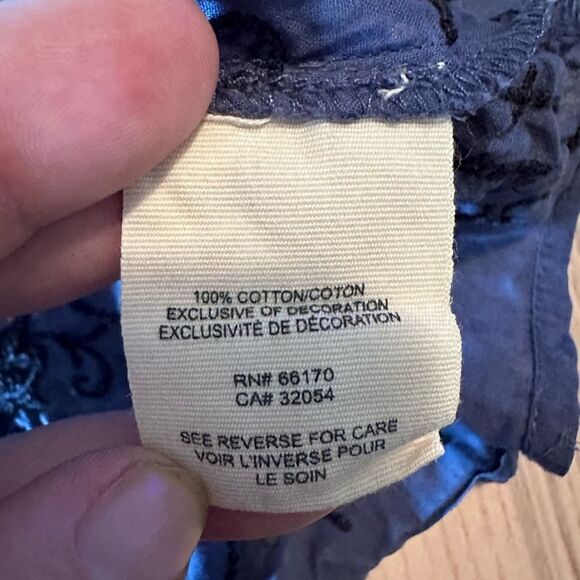 100% COTTON/COTON
EXCLUSIVE OF DECORATION
EXCLUSIVITÉ DE DÉCORATION
RN# 66170
CA# 32054
SEE REVERSE FOR CARE
VOIR L'INVERSE POUR
LE SOIN